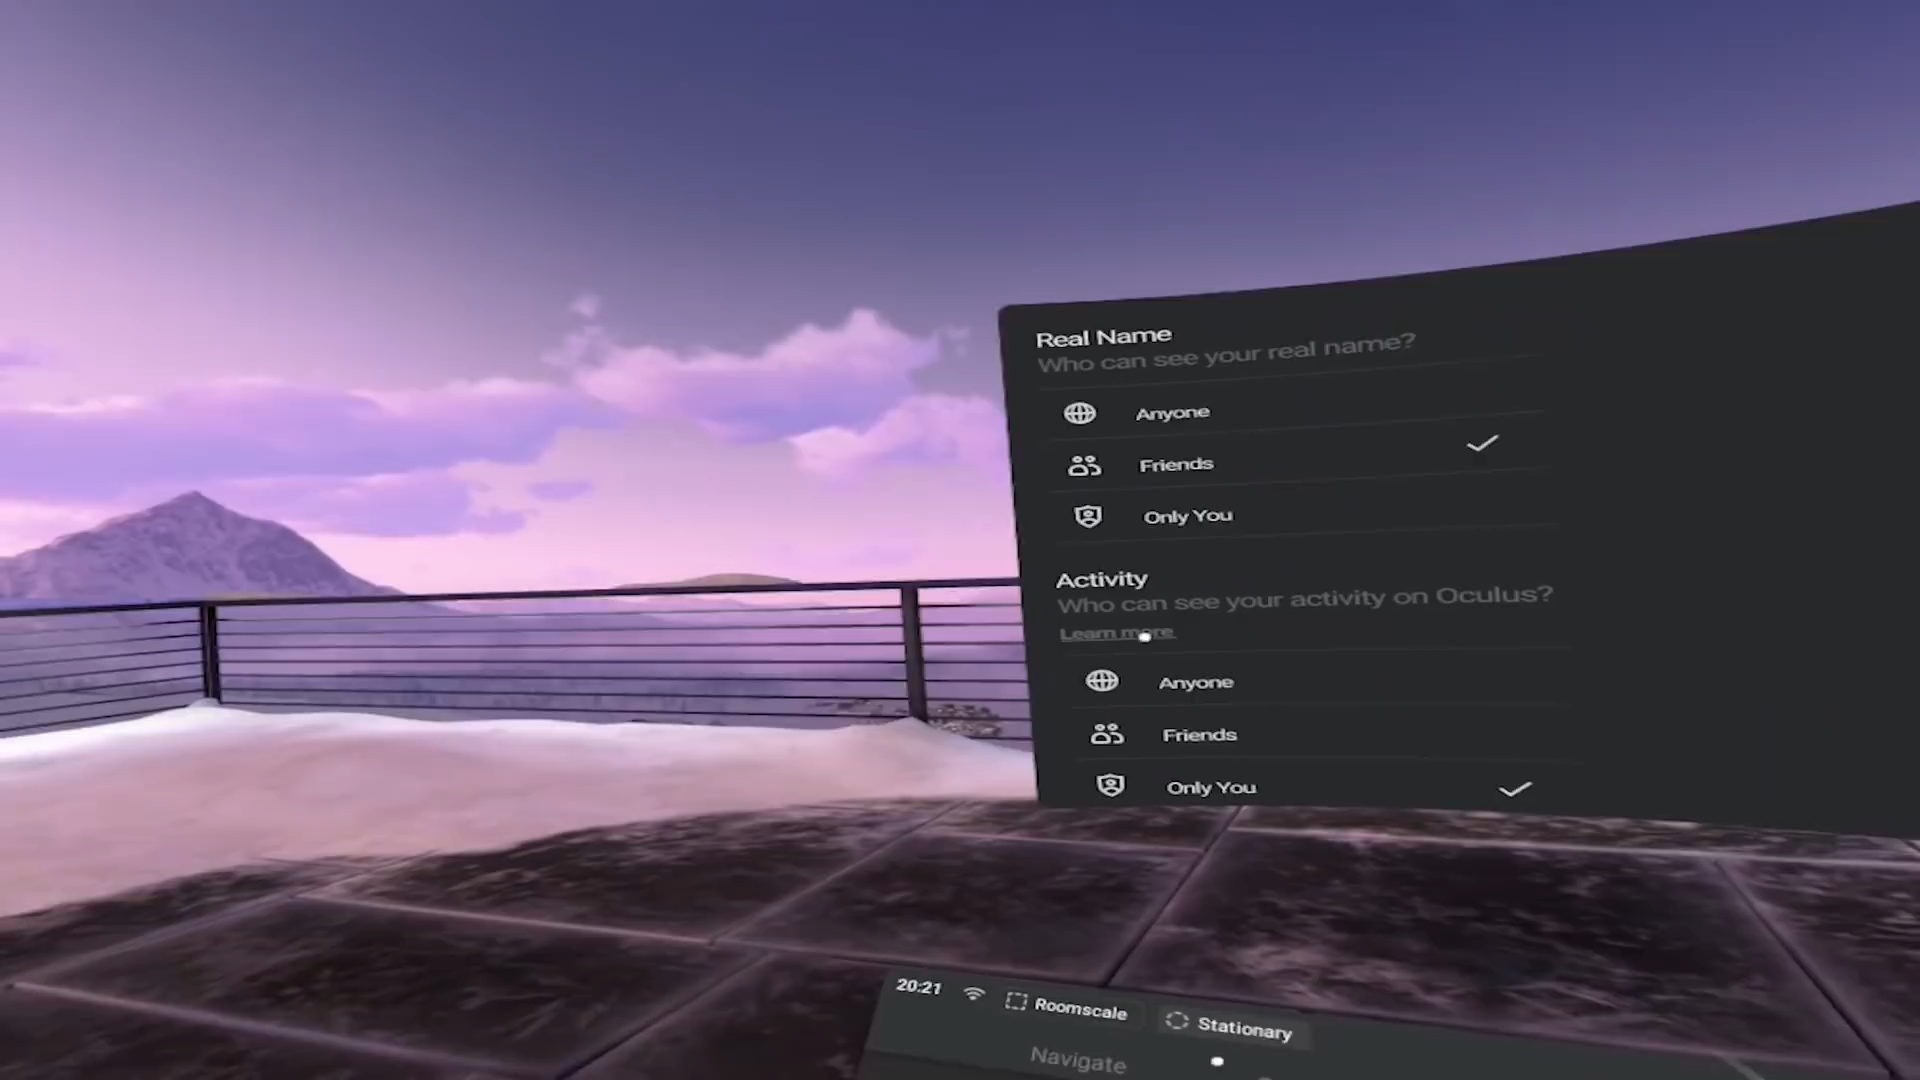 Real Name
Who can see your real name?
Anyone
Friends
Only You
Activity
Who can see your activity on Oculus?
Learn more
Anyone
Friends
Only You
20:21
Roomscale
Stationary
Navigate